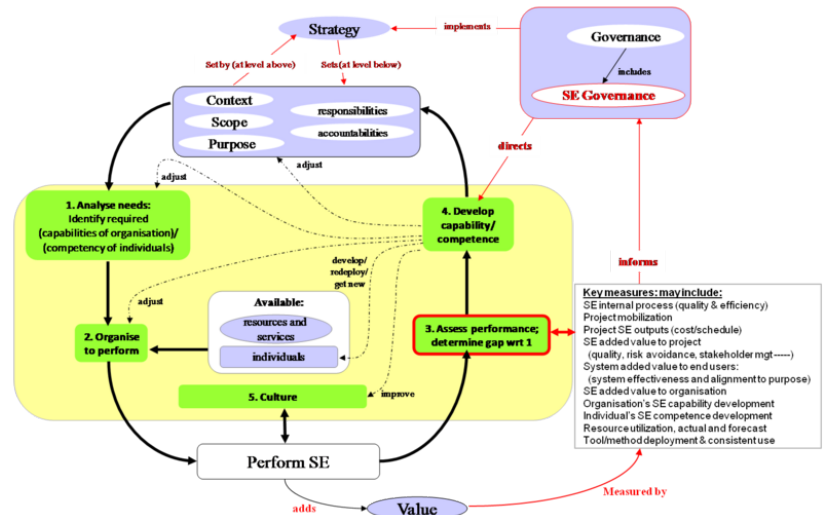 Strategy
implements
Governance
includes
SE Governance
Set by (at level above)
Sets (at level below)
Context
Scope
Purpose
responsibilities
accountabilities
directs
adjust
adjust
1. Analyse needs:
Identify required
(capabilities of organisation)/
(competency of individuals)
4. Develop
capability/
competence
informs
develop/
redeploy/
get new
adjust
Available:
resources and
services
individuals
2. Organise
to perform
3. Assess performance;
determine gap wrt 1
Key measures: may include:
SE internal process (quality & efficiency)
Project mobilization
Project SE outputs (cost/schedule)
SE added value to project
(quality, risk avoidance, stakeholder mgt-----)
System added value to end users:
(system effectiveness and alignment to purpose)
SE added value to organisation
Organisation's SE capability development
Individual's SE competence development
Resource utilization, actual and forecast
Tool/method deployment & consistent use
5. Culture
improve
Perform SE
adds
Value
Measured by